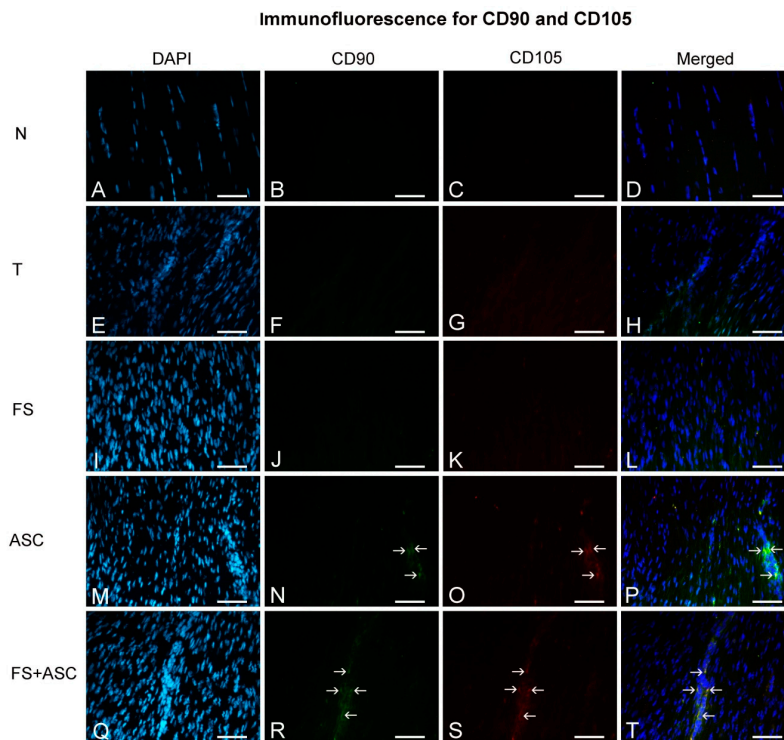 Immunofluorescence for CD90 and CD105
DAPI CD90 CD105 Merged
N
A B C D
T
E F G H
FS
I J K L
ASC
M N O P
FS+ASC
Q R S T